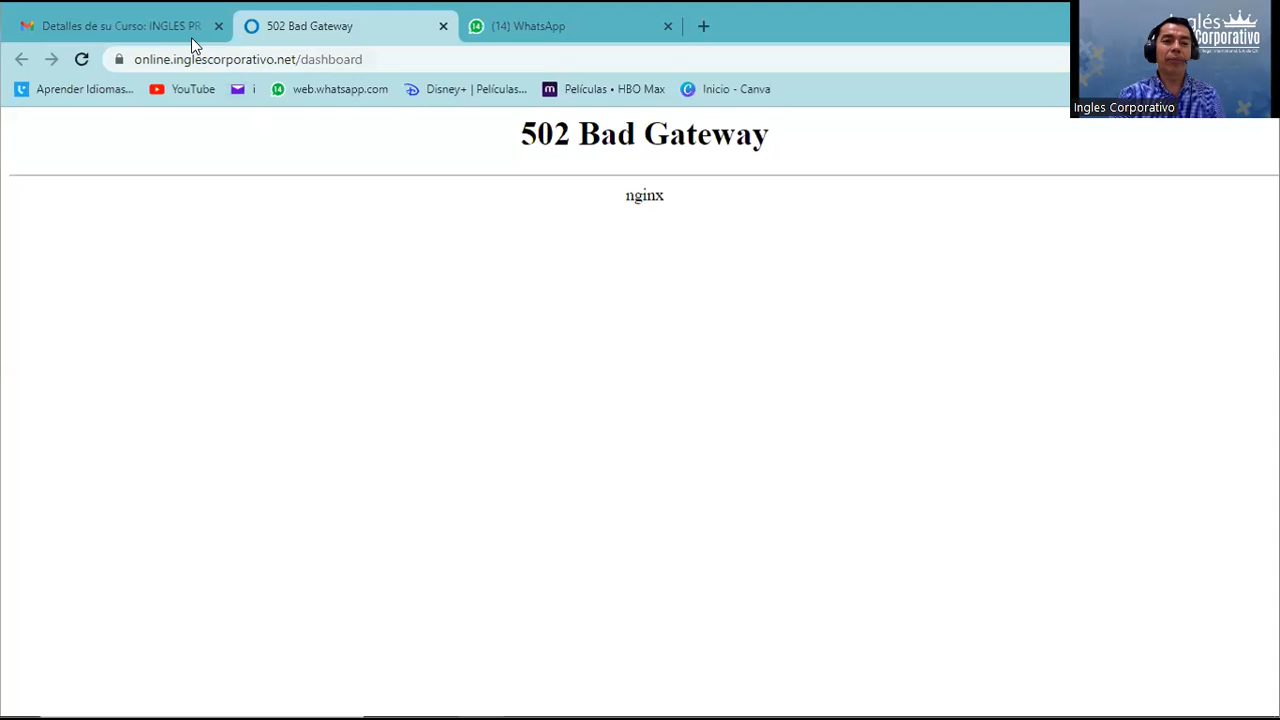 Detalles de su Curso: INGLES PR
502 Bad Gateway
(14) WhatsApp
online.inglescorporativo.net/dashboard
Aprender Idiomas...
YouTube
i
14
web.whatsapp.com
Disney+ | Películas...
Películas • HBO Max
Inicio - Canva
Inglés
Corporativo
Ingles Corporativo
502 Bad Gateway
nginx